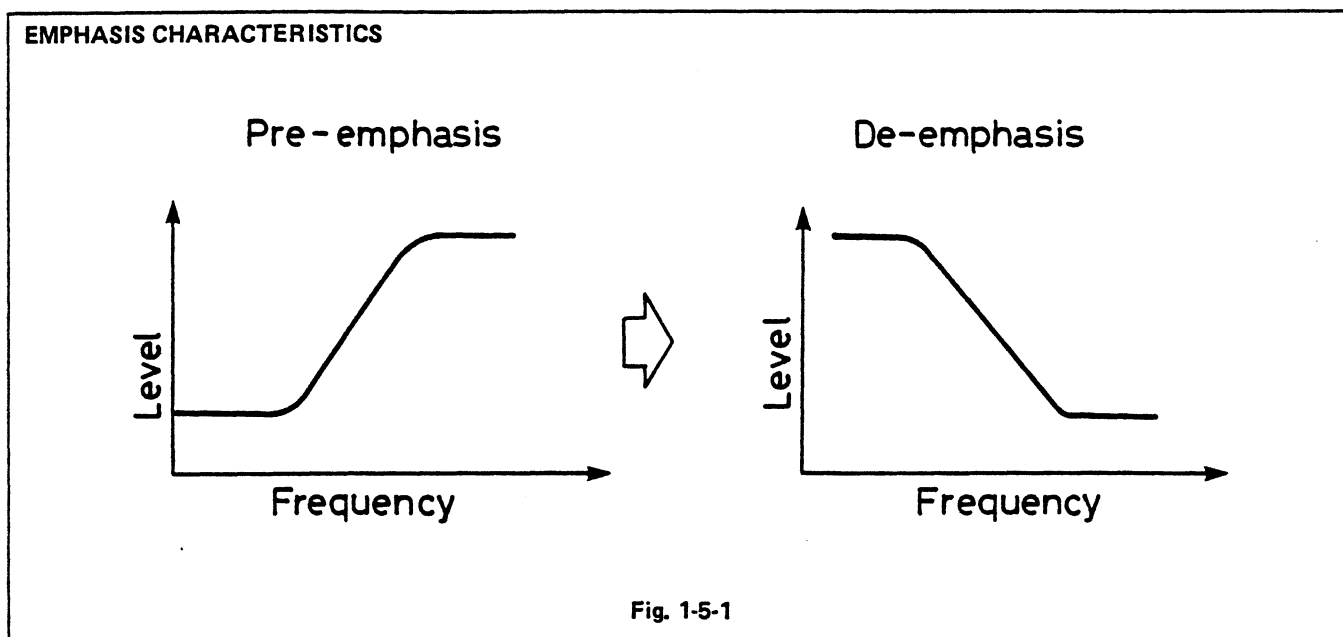 EMPHASIS CHARACTERISTICS
Pre-emphasis
De-emphasis
Level
Frequency
Level
Frequency
Fig. 1-5-1